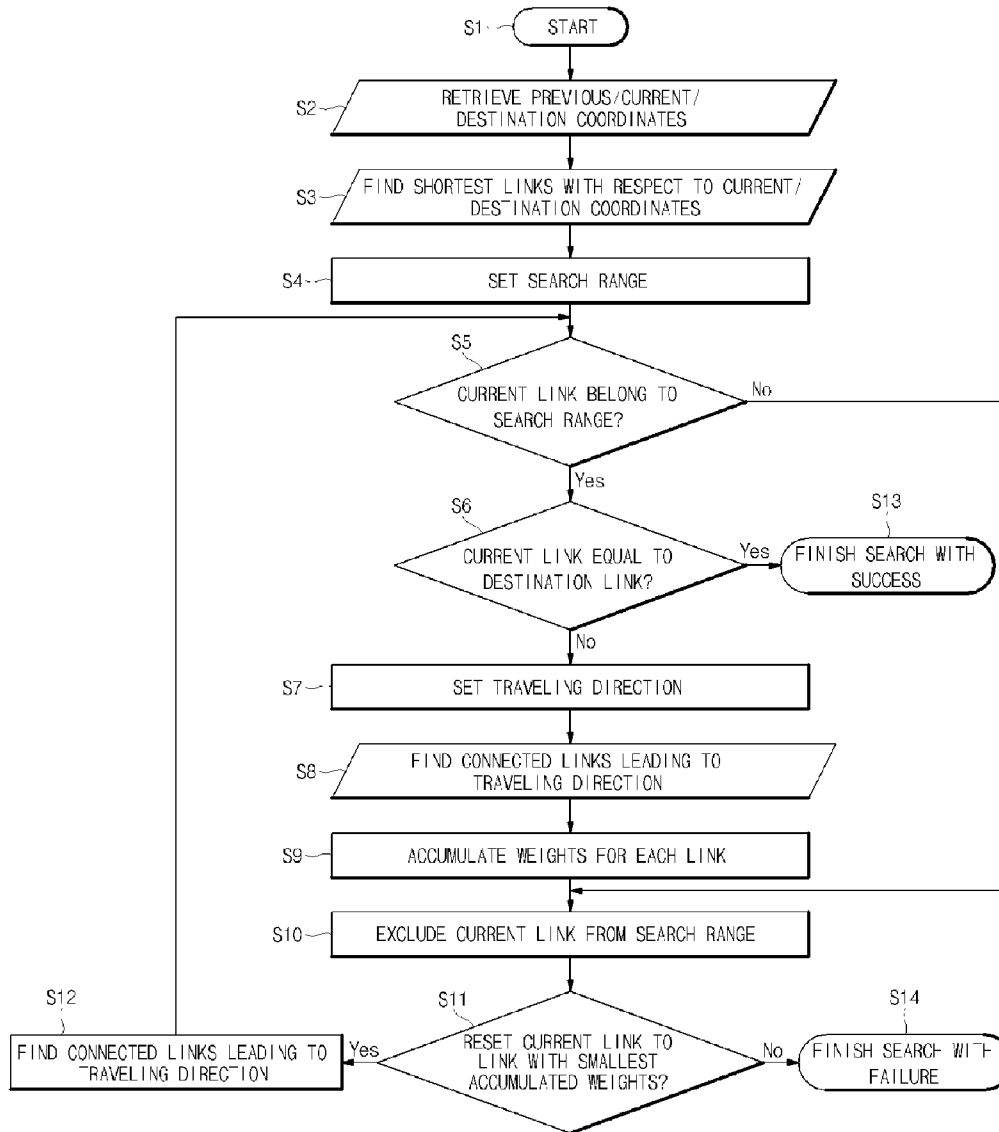 S1
START
S2
RETRIEVE PREVIOUS/CURRENT/
DESTINATION COORDINATES
S3
FIND SHORTEST LINKS WITH RESPECT TO CURRENT/
DESTINATION COORDINATES
S4
SET SEARCH RANGE
S5
CURRENT LINK BELONG TO
SEARCH RANGE?
No
Yes
S6
CURRENT LINK EQUAL TO
DESTINATION LINK?
Yes
S13
FINISH SEARCH WITH
SUCCESS
No
S7
SET TRAVELING DIRECTION
S8
FIND CONNECTED LINKS LEADING TO
TRAVELING DIRECTION
S9
ACCUMULATE WEIGHTS FOR EACH LINK
S10
EXCLUDE CURRENT LINK FROM SEARCH RANGE
S11
RESET CURRENT LINK TO
LINK WITH SMALLEST
ACCUMULATED WEIGHTS?
Yes
S12
FIND CONNECTED LINKS LEADING TO
TRAVELING DIRECTION
No
S14
FINISH SEARCH WITH
FAILURE